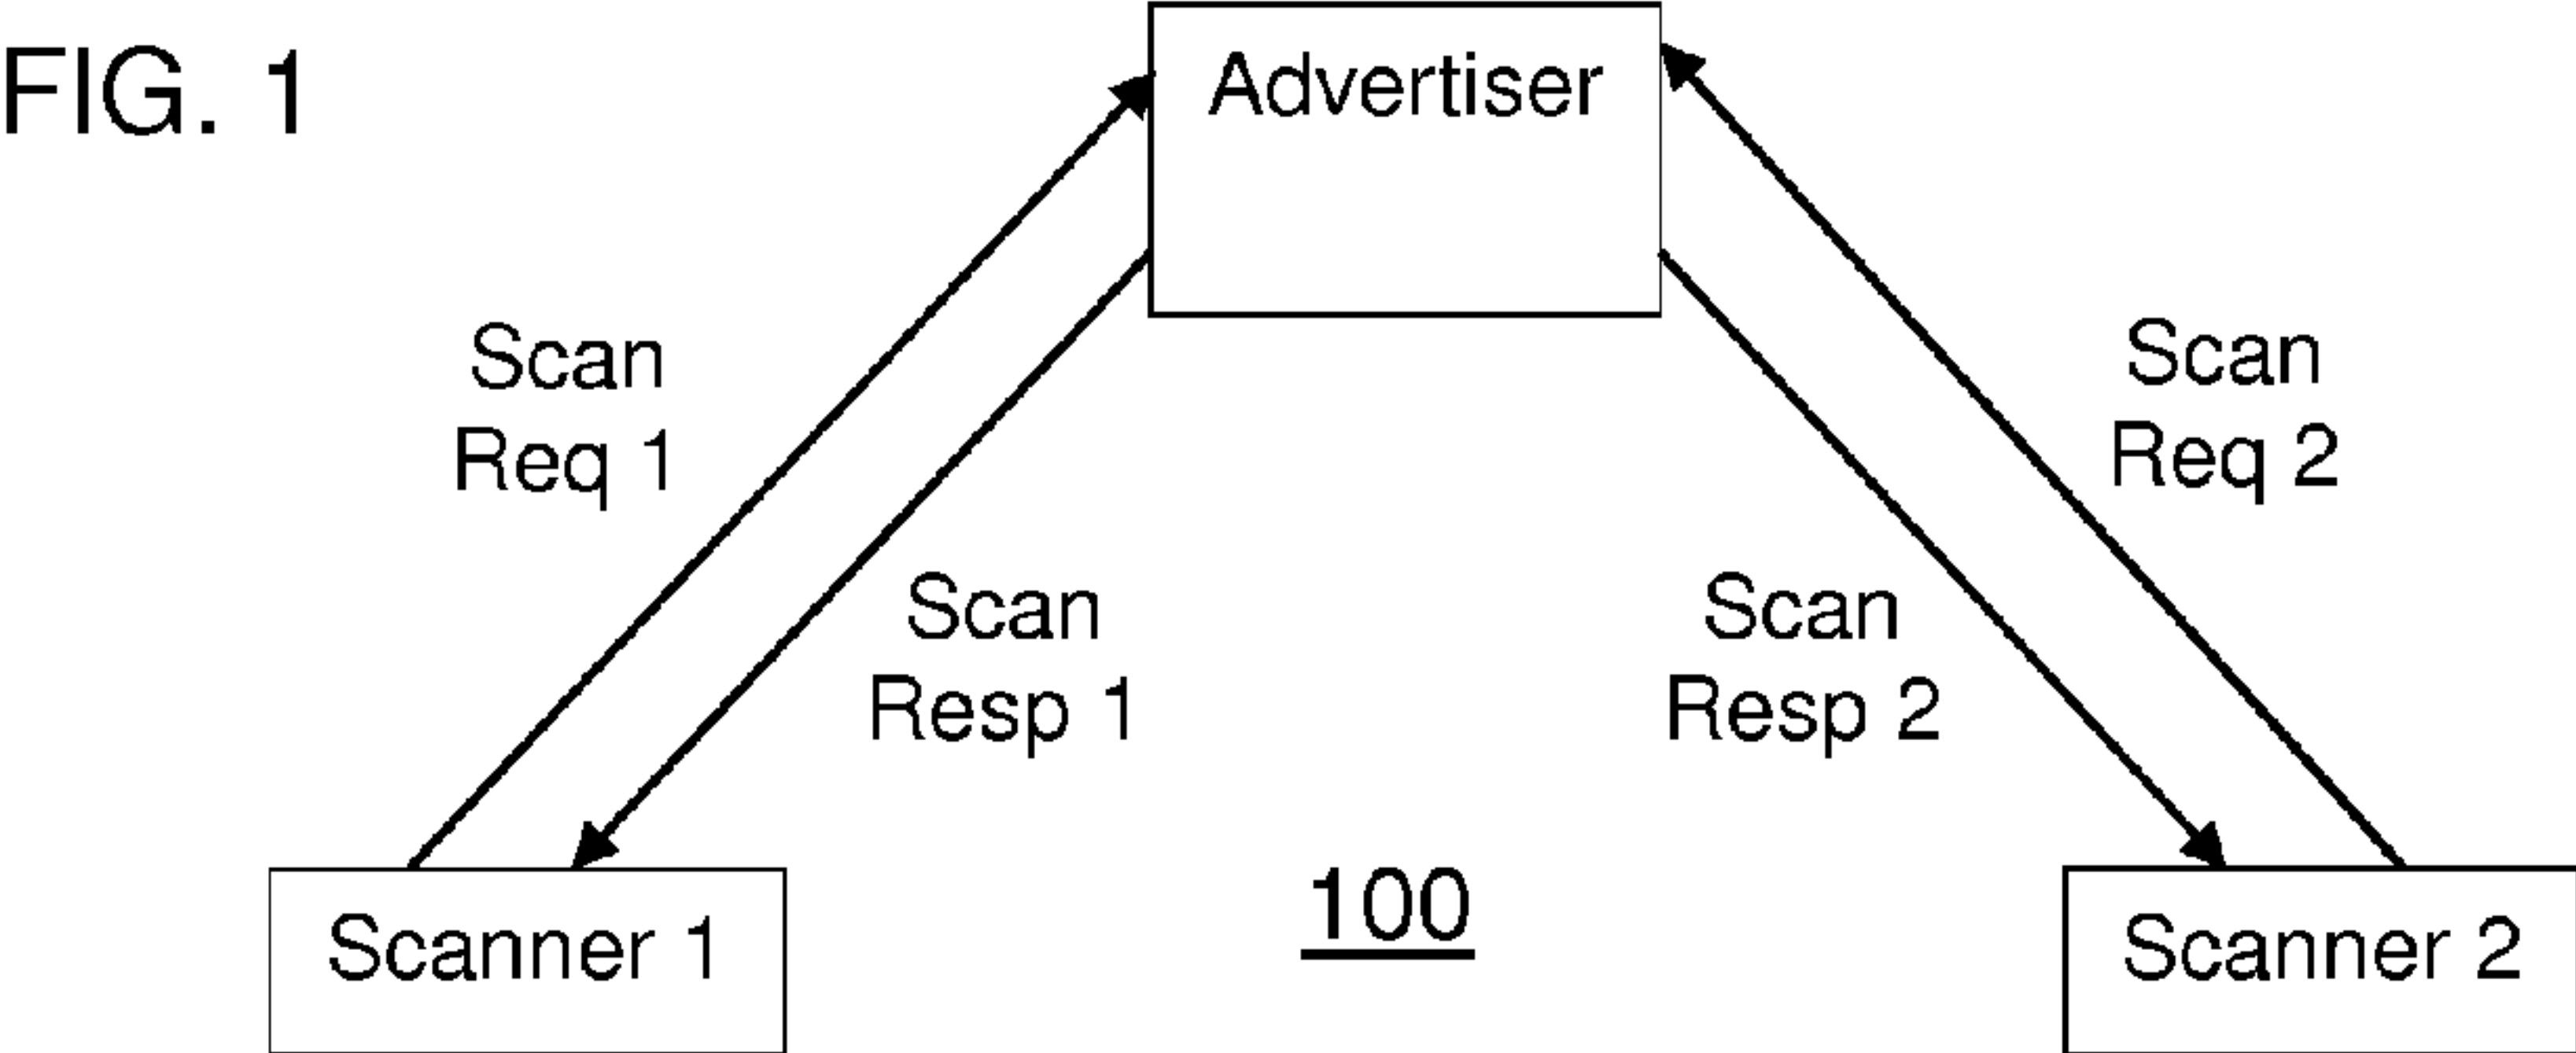 FIG. 1
Advertiser
Scan
Req 1
Scan
Resp 1
Scan
Resp 2
Scan
Req 2
Scanner 1
100
Scanner 2